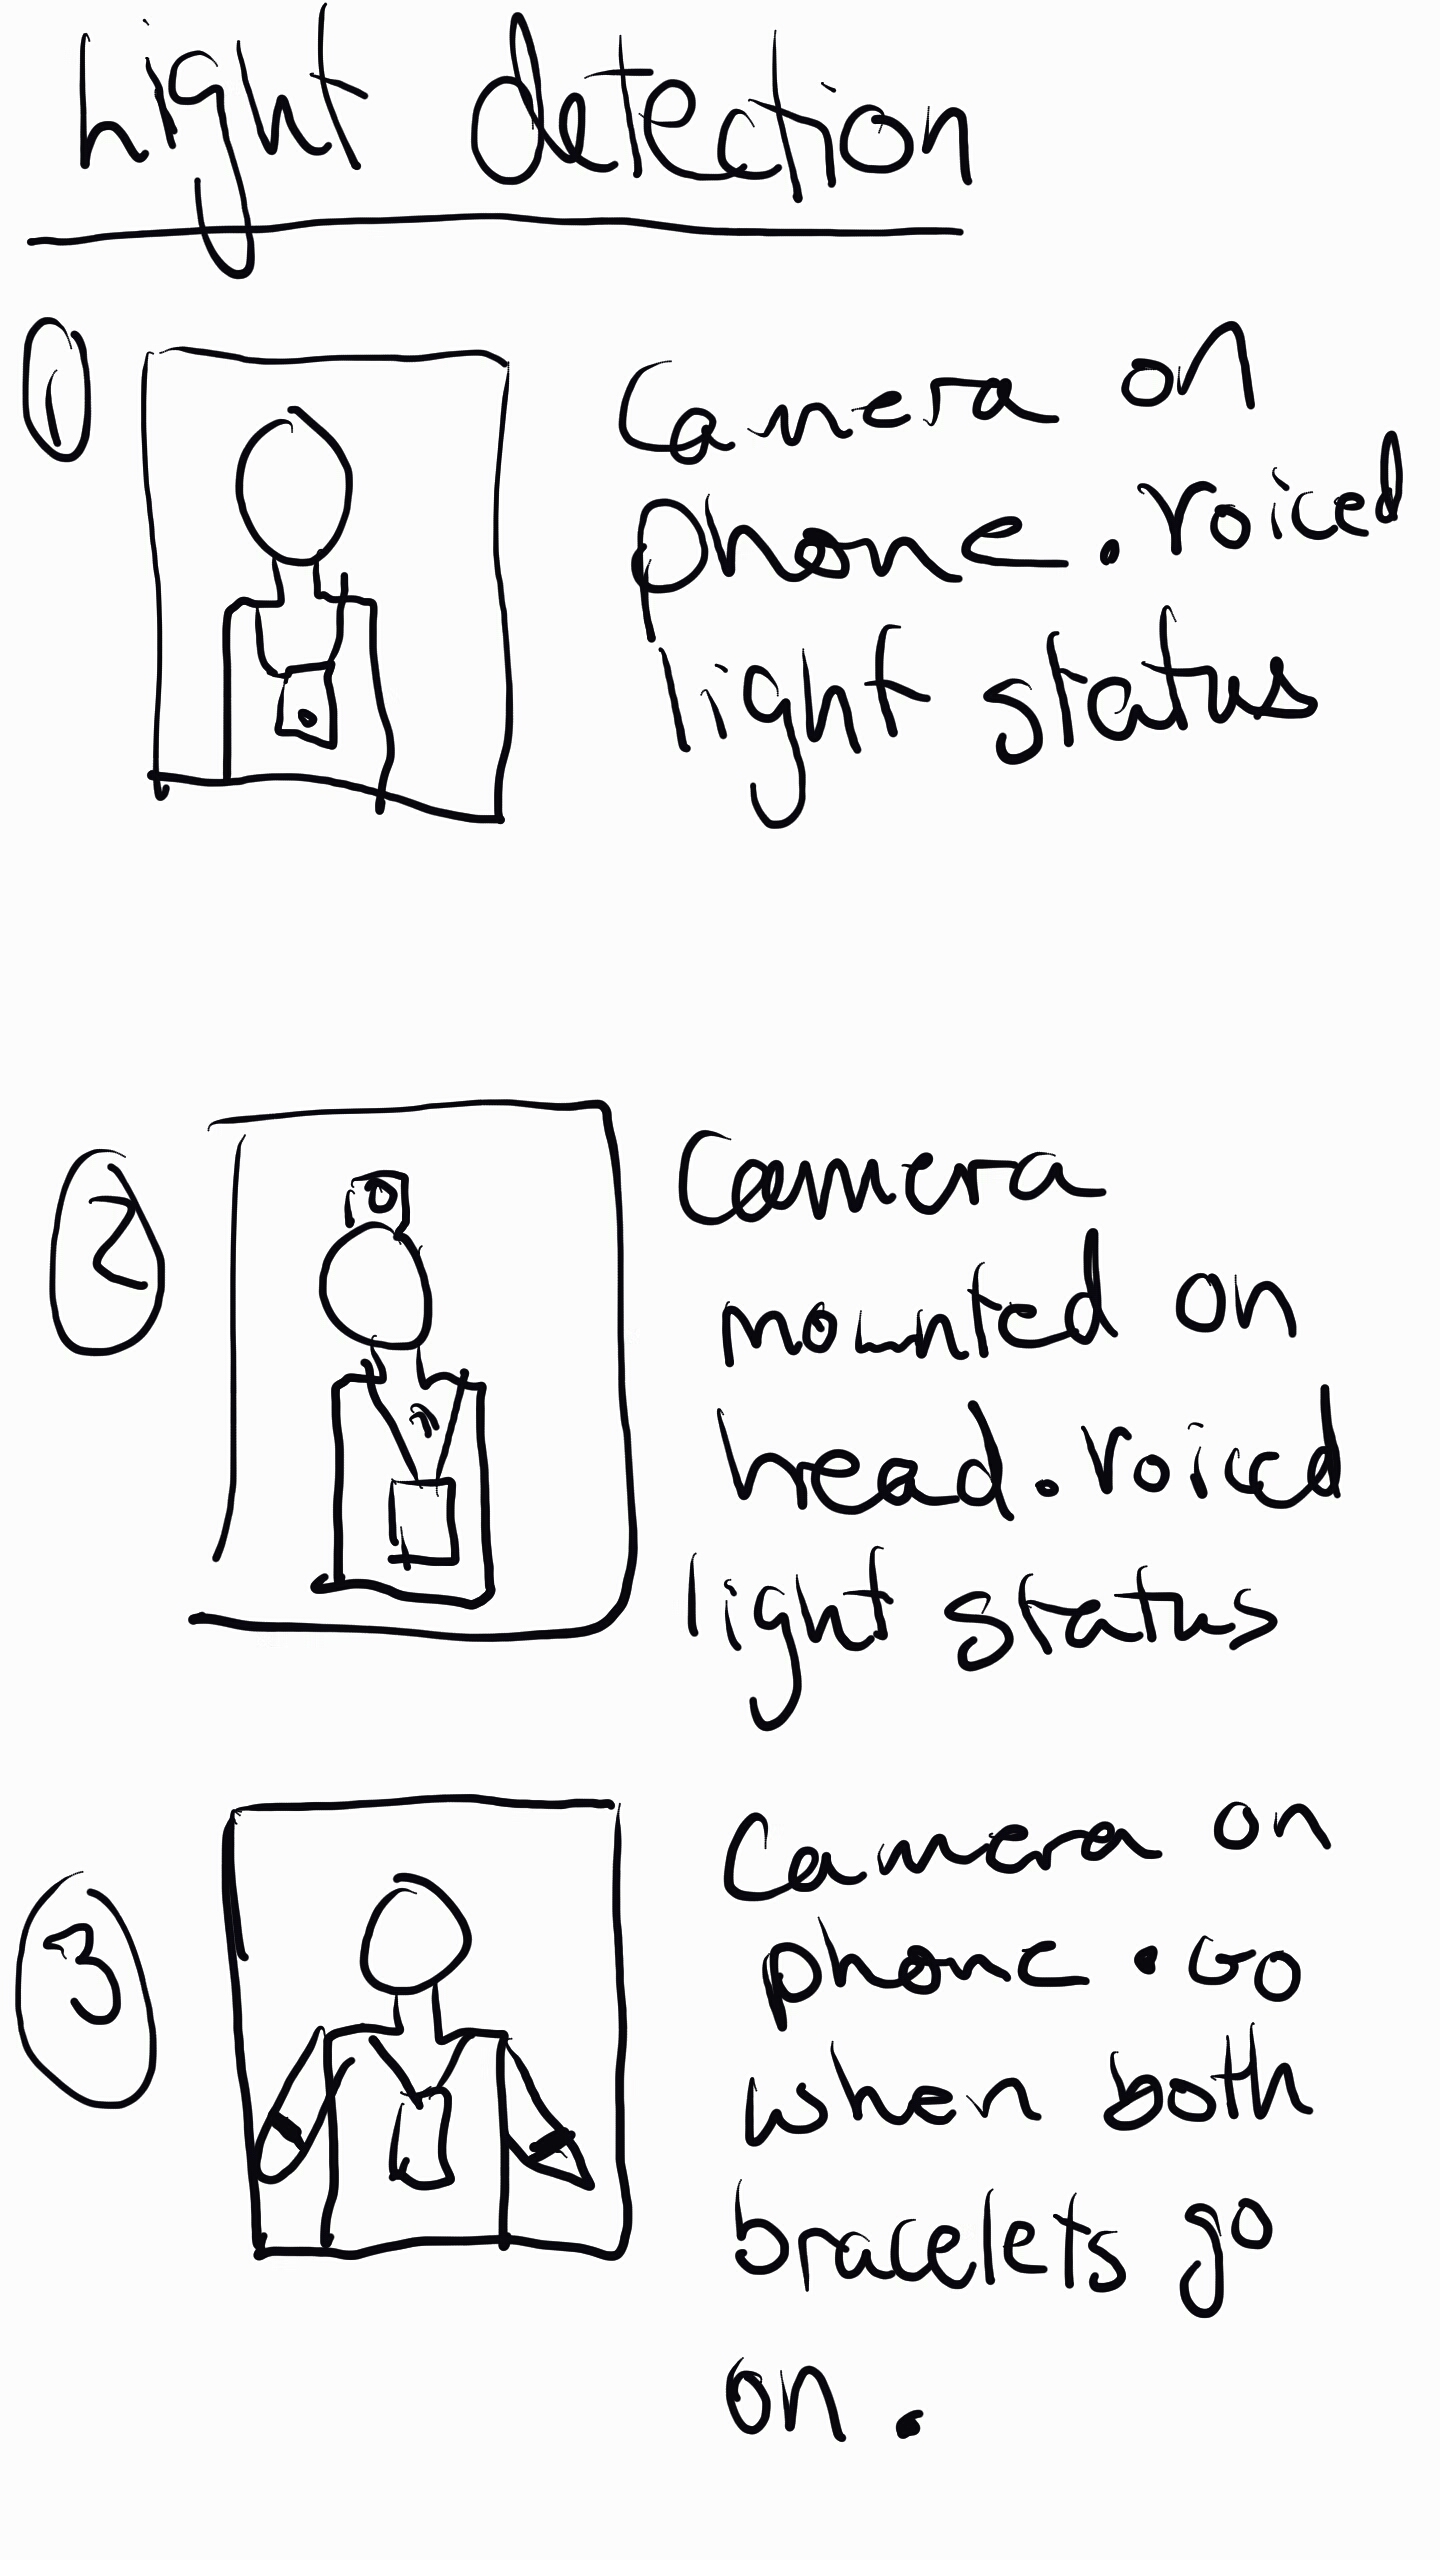 Light detection
1
Camera on
phone. voiced
light status
2
Camera
mounted on
head. voiced
light status
3
Camera on
phone. Go
when both
bracelets go
on.